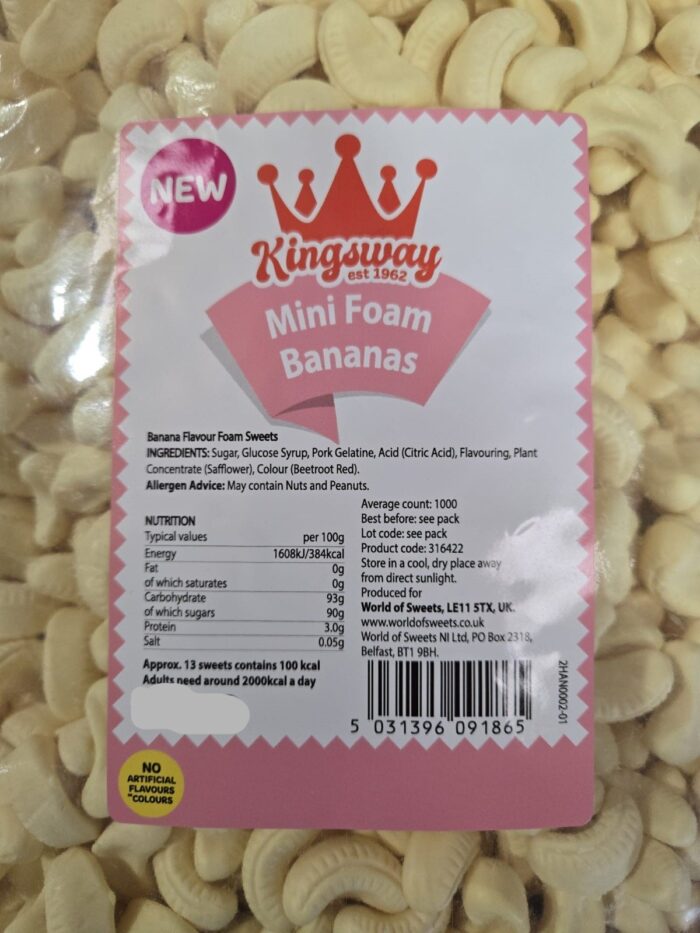 NEW
Kingsway
est 1962
Mini Foam
Bananas
Banana Flavour Foam Sweets
INGREDIENTS: Sugar, Glucose Syrup, Pork Gelatine, Acid (Citric Acid), Flavouring, Plant
Concentrate (Safflower), Colour (Beetroot Red).
Allergen Advice: May contain Nuts and Peanuts.
NUTRITION
Typical values per 100g
Energy 1608kJ/384kcal
Fat 0g
of which saturates 0g
Carbohydrate 93g
of which sugars 90g
Protein 3.0g
Salt 0.05g
Approx. 13 sweets contains 100 kcal
Adults need around 2000kcal a day
Average count: 1000
Best before: see pack
Lot code: see pack
Product code: 316422
Store in a cool, dry place away
from direct sunlight.
Produced for
World of Sweets, LE11 5TX, UK.
www.worldofsweets.co.uk
World of Sweets NI Ltd, PO Box 2318,
Belfast, BT1 9BH.
5 031396 091865
2HAN0002-01
NO
ARTIFICIAL
FLAVOURS
COLOURS